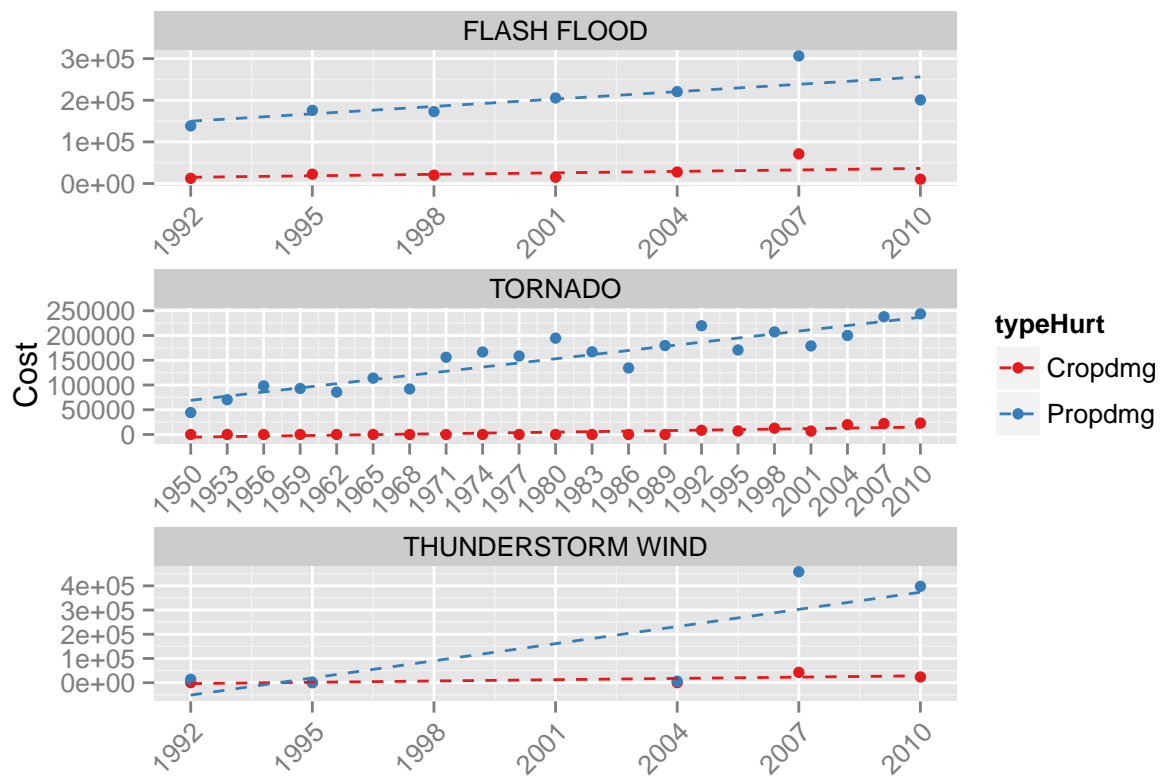 FLASH FLOOD
3e+05
2e+05
1e+05
0e+00
1992 1995 1998 2001 2004 2007 2010
TORNADO
250000
200000
150000
100000
50000
0
1950 1953 1956 1959 1962 1965 1968 1971 1974 1977 1980 1983 1986 1989 1992 1995 1998 2001 2004 2007 2010
Cost
THUNDERSTORM WIND
4e+05
3e+05
2e+05
1e+05
0e+00
1992 1995 1998 2001 2004 2007 2010
typeHurt
Cropdmg
Propdmg